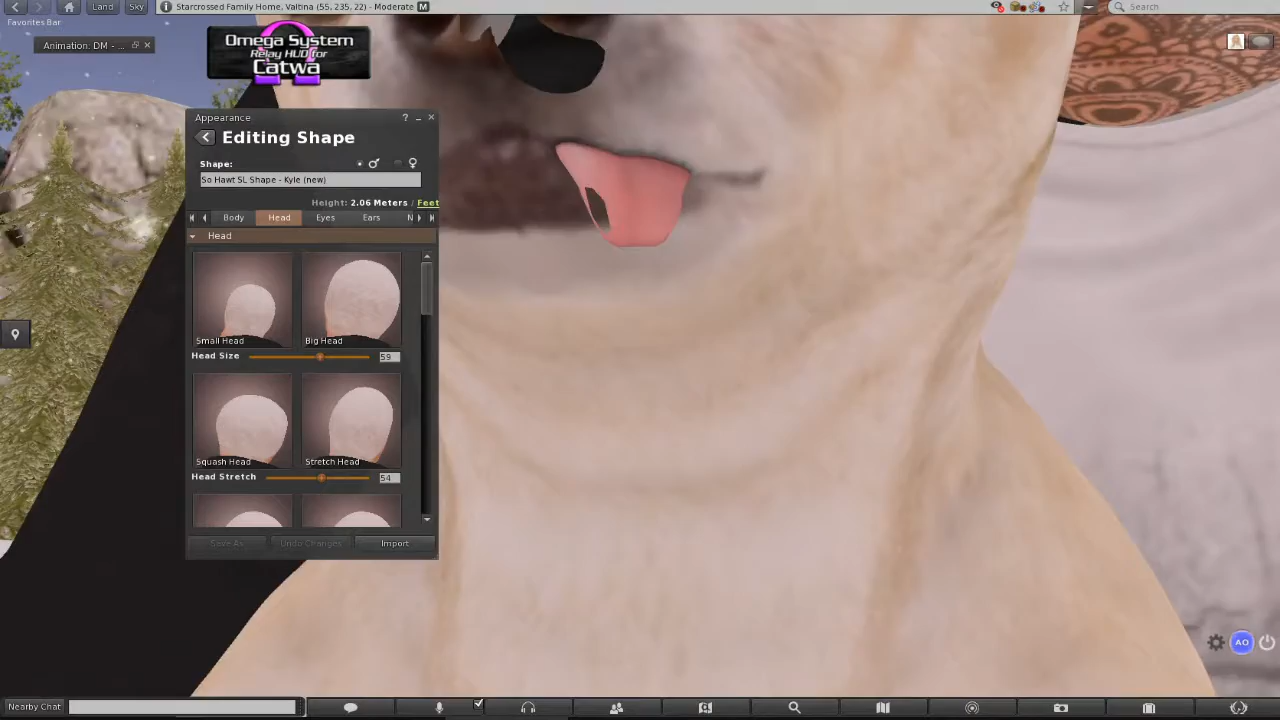 Land
Sky
Starcrossed Family Home, Valtina (55, 235, 22) - Moderate M
Search
Favorites Bar
Animation: DM - ...
Omega System
Relay HUD for
Catwa
Appearance
?
Editing Shape
Shape:
So Hawt SL Shape - Kyle (new)
Height: 2.06 Meters / Feet
Body
Head
Eyes
Ears
N
Head
Small Head
Big Head
Head Size
59
Squash Head
Stretch Head
Head Stretch
54
Save As
Undo Changes
Import
AO
Nearby Chat